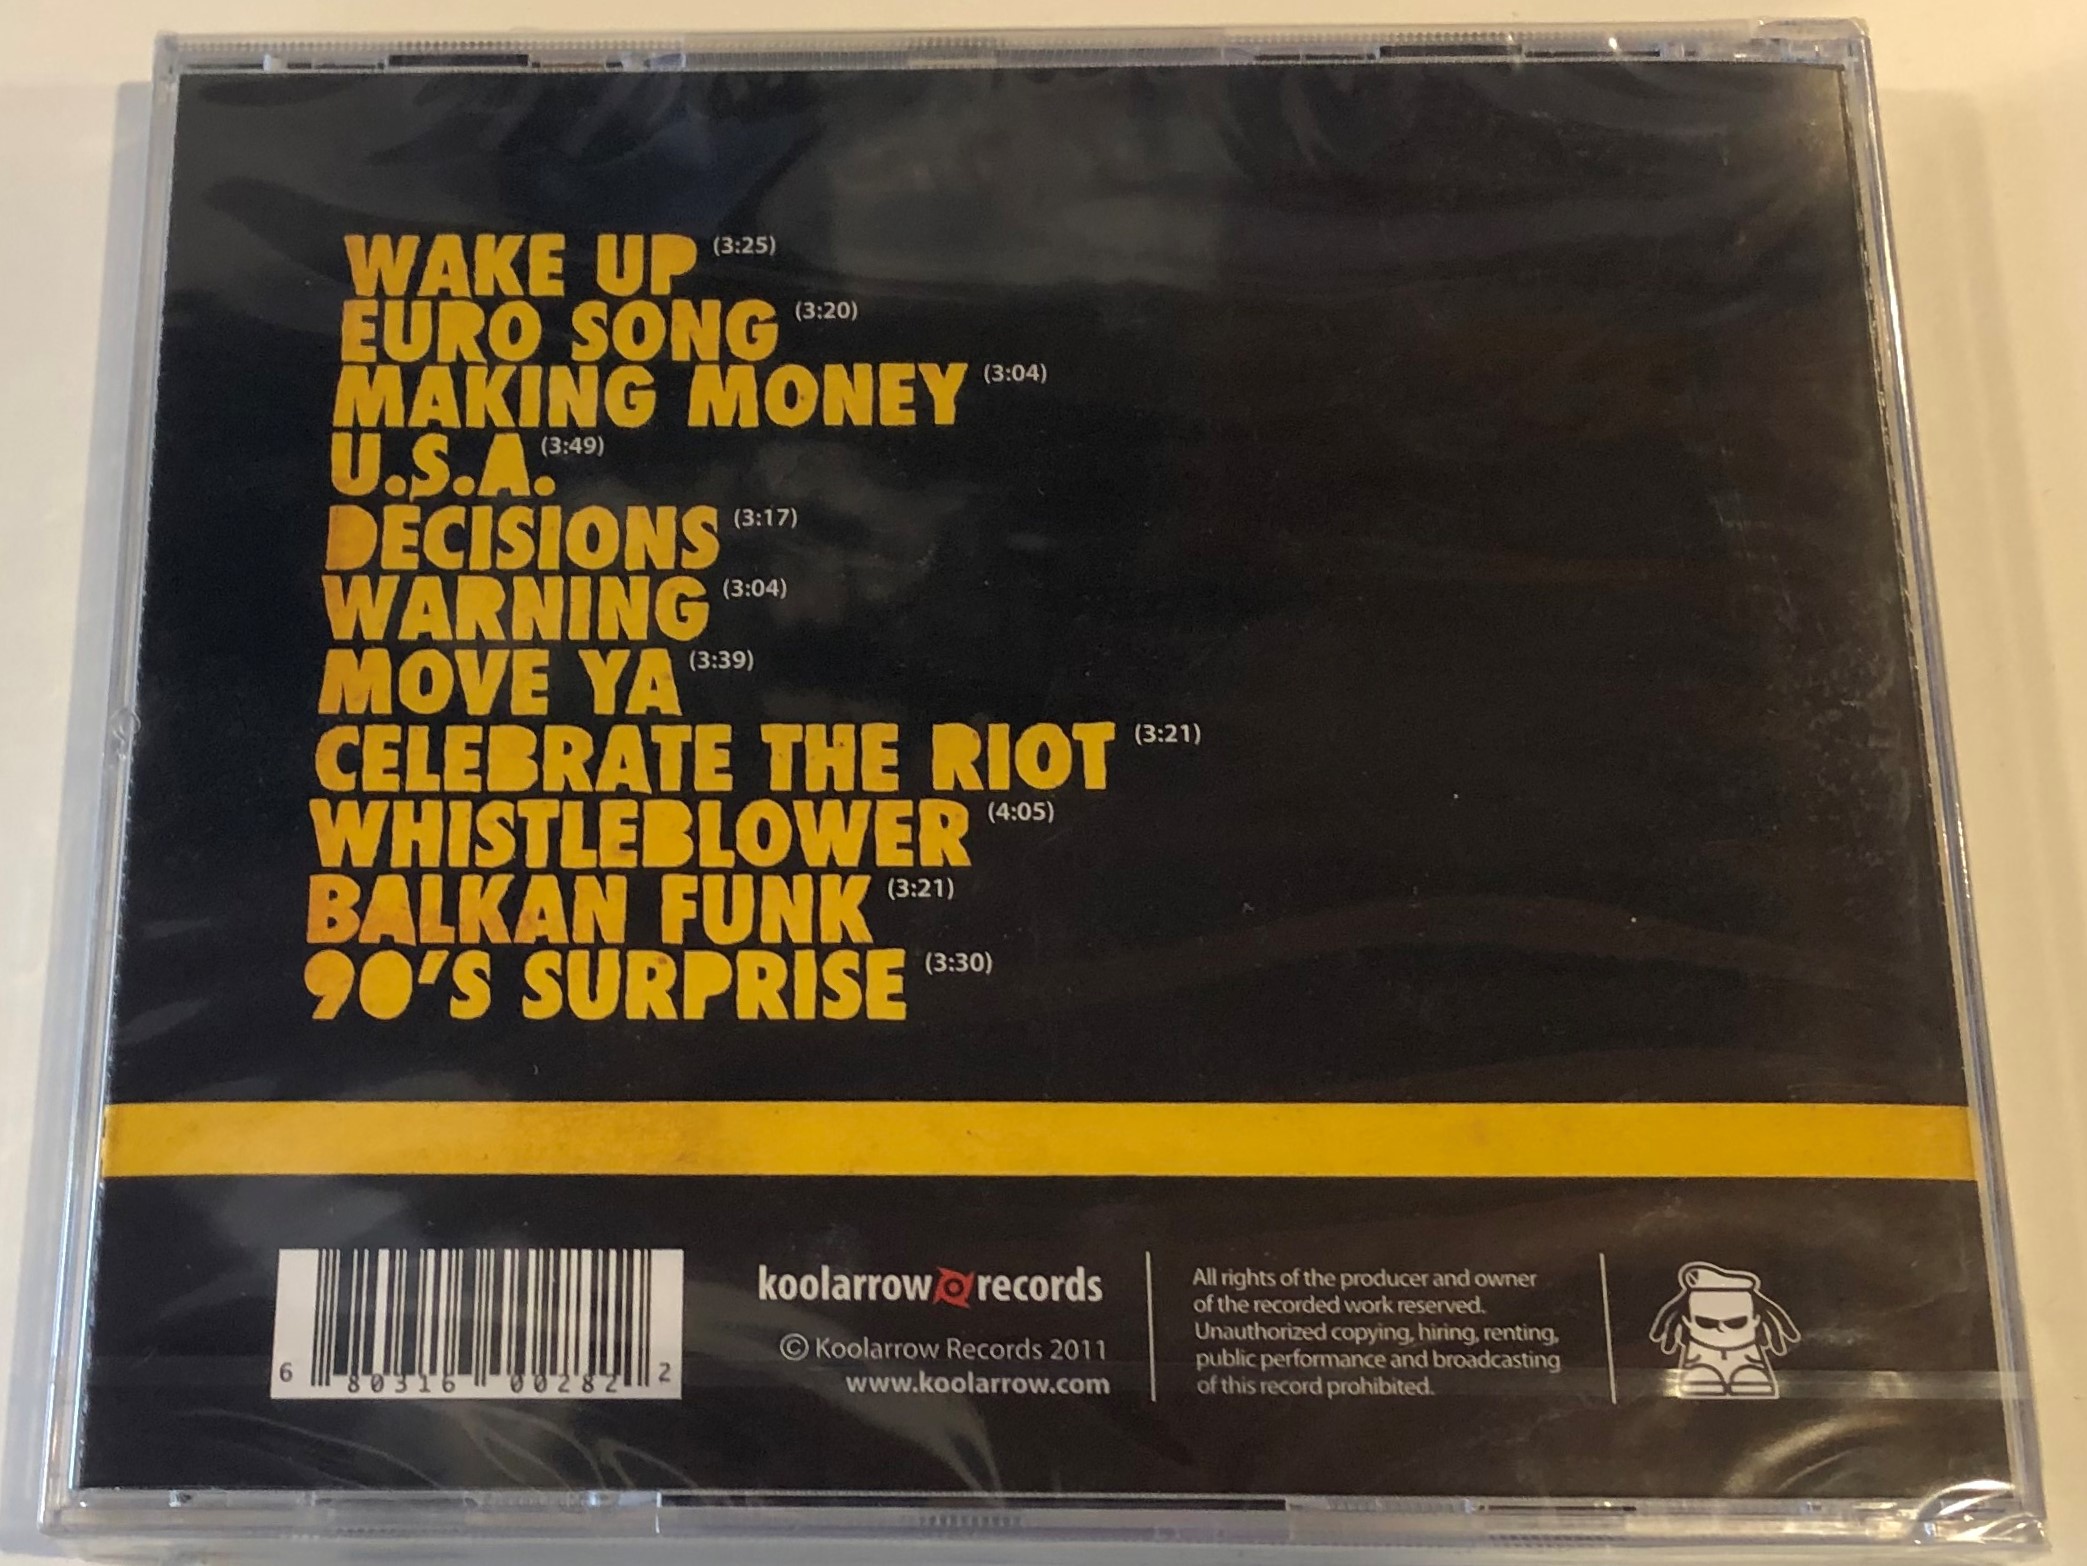 WAKE UP (3:25)
EURO SONG (3:20)
MAKING MONEY (3:04)
U.S.A. (3:49)
DECISIONS (3:17)
WARNING (3:04)
MOVE YA (3:39)
CELEBRATE THE RIOT (3:21)
WHISTLEBLOWER (4:05)
BALKAN FUNK (3:21)
90'S SURPRISE (3:30)
6 80316 00282 2
koolarrow records
© Koolarrow Records 2011
www.koolarrow.com
All rights of the producer and owner
of the recorded work reserved.
Unauthorized copying, hiring, renting,
public performance and broadcasting
of this record prohibited.